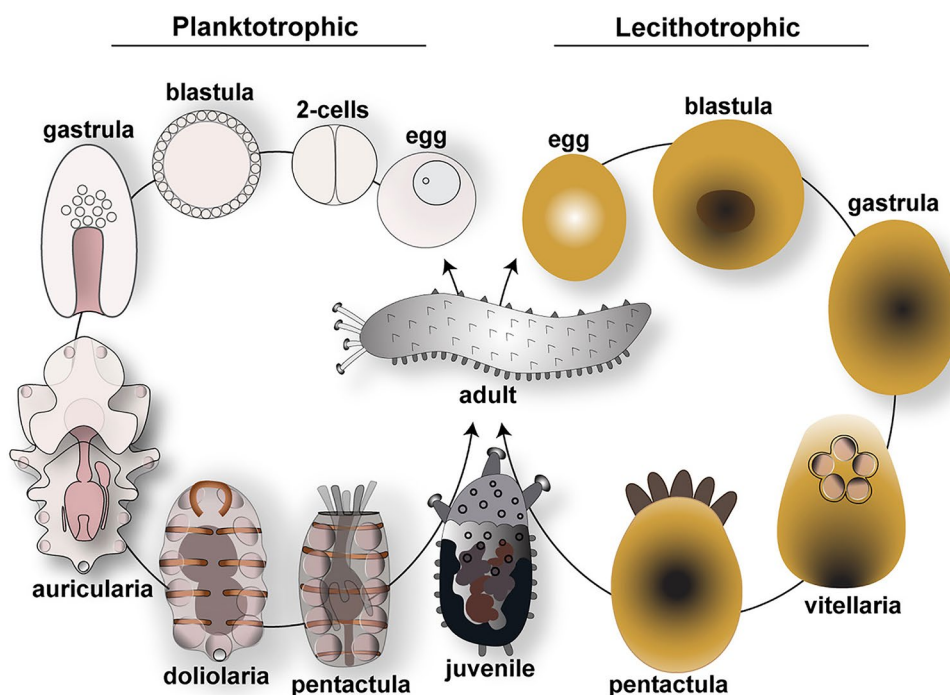 Planktotrophic
Lecithotrophic
blastula
2-cells
gastrula
egg
egg
blastula
gastrula
adult
auricularia
doliolaria
pentactula
juvenile
pentactula
vitellaria